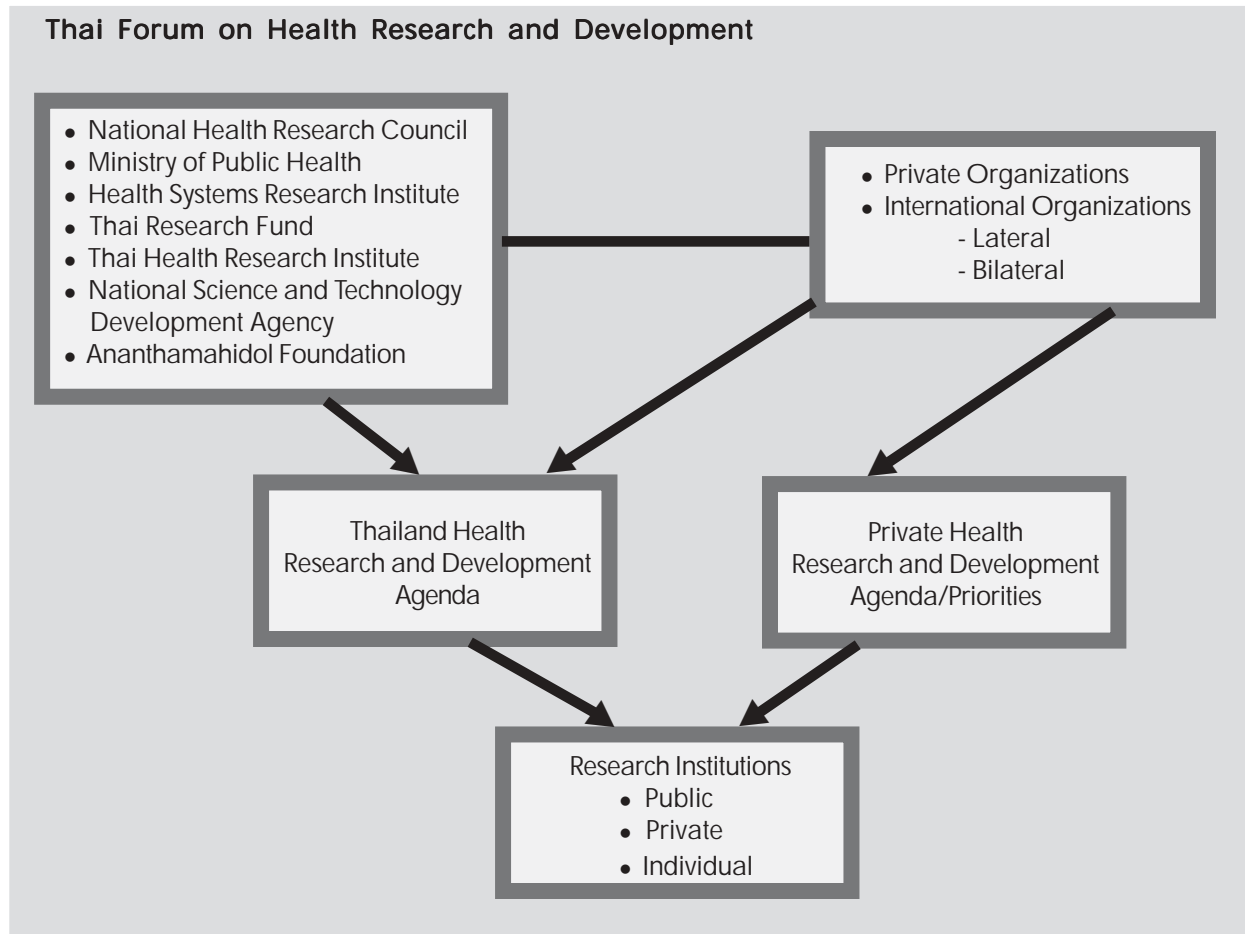 Thai Forum on Health Research and Development
• National Health Research Council
• Ministry of Public Health
• Health Systems Research Institute
• Thai Research Fund
• Thai Health Research Institute
• National Science and Technology
Development Agency
• Ananthamahidol Foundation
• Private Organizations
• International Organizations
- Lateral
- Bilateral
Thailand Health
Research and Development
Agenda
Private Health
Research and Development
Agenda/Priorities
Research Institutions
• Public
• Private
• Individual